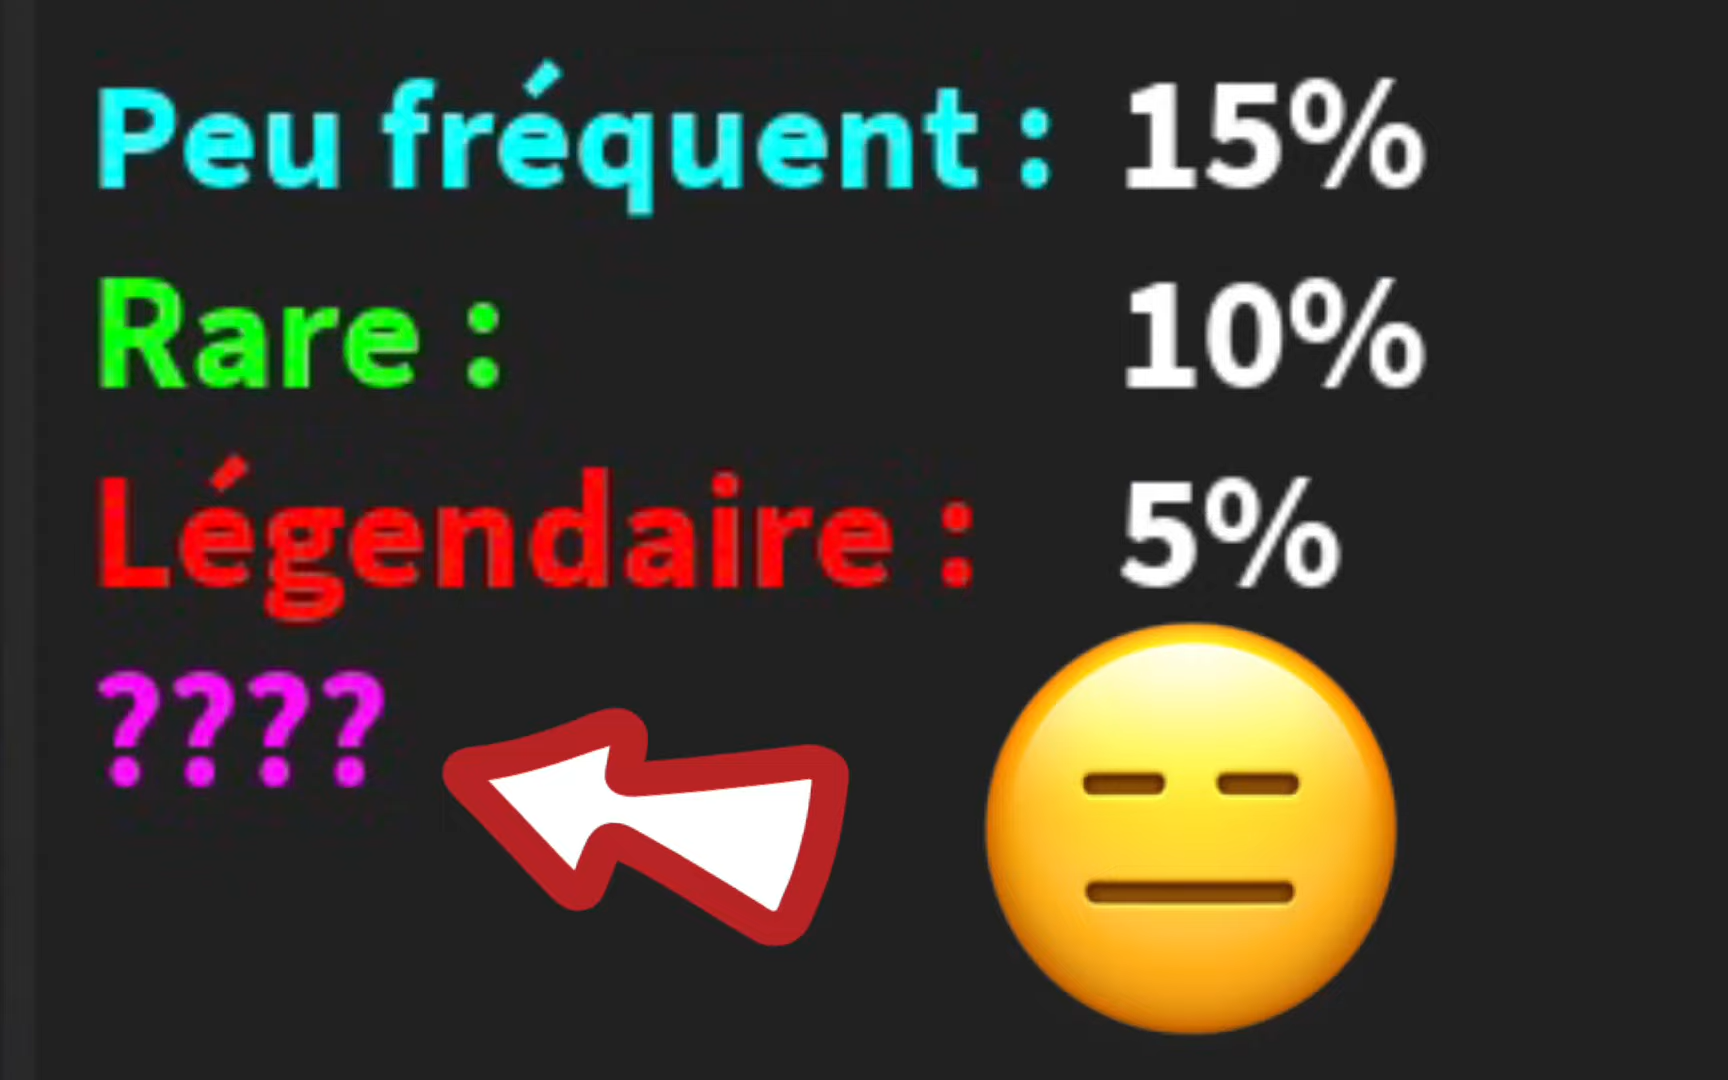 Peu fréquent : 15%
Rare : 10%
Légendaire : 5%
????